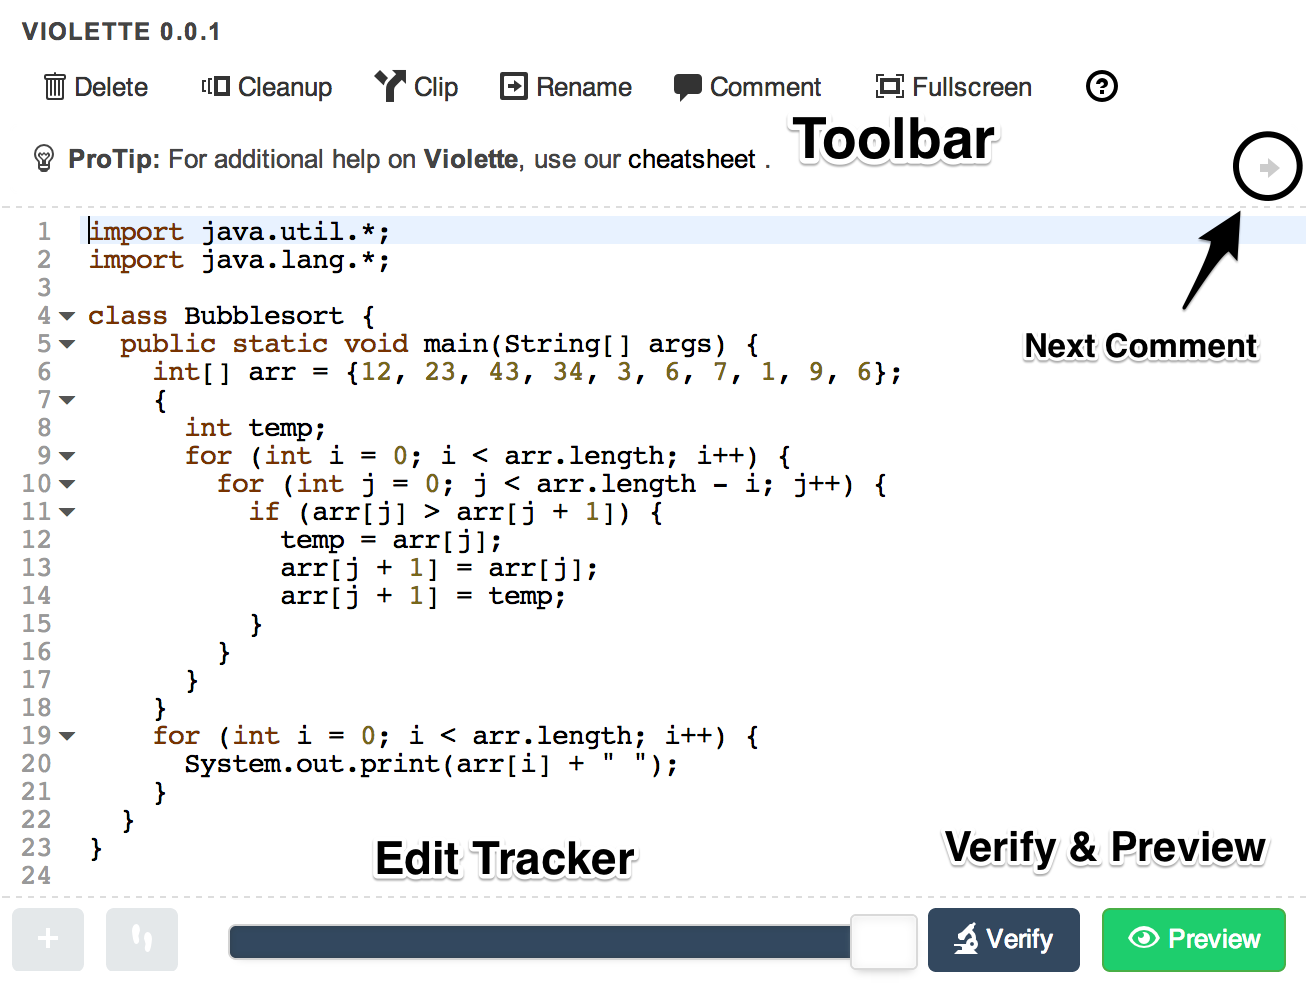 VIOLETTE 0.0.1
Delete Cleanup Clip Rename Comment Fullscreen ?
Toolbar
ProTip: For additional help on Violette, use our cheatsheet .
1 import java.util.*;
2 import java.lang.*;
3
4 class Bubblesort {
5   public static void main(String[] args) {
Next Comment
6     int[] arr = {12, 23, 43, 34, 3, 6, 7, 1, 9, 6};
7     {
8       int temp;
9       for (int i = 0; i < arr.length; i++) {
10         for (int j = 0; j < arr.length - i; j++) {
11           if (arr[j] > arr[j + 1]) {
12             temp = arr[j];
13             arr[j + 1] = arr[j];
14             arr[j + 1] = temp;
15           }
16         }
17       }
18     }
19     for (int i = 0; i < arr.length; i++) {
20       System.out.print(arr[i] + " ");
21     }
22   }
23 }
24
Edit Tracker
Verify & Preview
+ Verify Preview